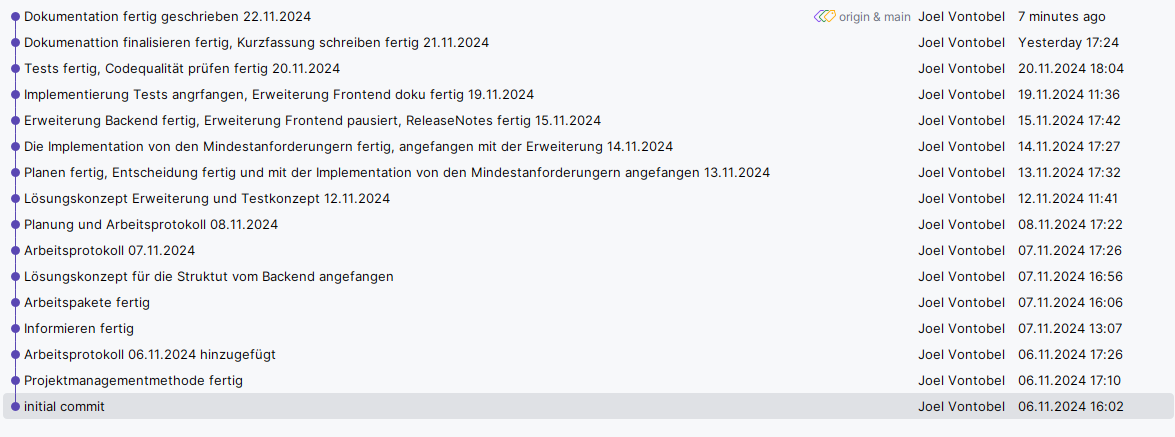 Dokumentation fertig geschrieben 22.11.2024 origin & main Joel Vontobel 7 minutes ago
Dokumenattion finalisieren fertig, Kurzfassung schreiben fertig 21.11.2024 Joel Vontobel Yesterday 17:24
Tests fertig, Codequalität prüfen fertig 20.11.2024 Joel Vontobel 20.11.2024 18:04
Implementierung Tests angrfangen, Erweiterung Frontend doku fertig 19.11.2024 Joel Vontobel 19.11.2024 11:36
Erweiterung Backend fertig, Erweiterung Frontend pausiert, ReleaseNotes fertig 15.11.2024 Joel Vontobel 15.11.2024 17:42
Die Implementation von den Mindestanforderungern fertig, angefangen mit der Erweiterung 14.11.2024 Joel Vontobel 14.11.2024 17:27
Planen fertig, Entscheidung fertig und mit der Implementation von den Mindestanforderungern angefangen 13.11.2024 Joel Vontobel 13.11.2024 17:32
Lösungskonzept Erweiterung und Testkonzept 12.11.2024 Joel Vontobel 12.11.2024 11:41
Planung und Arbeitsprotokoll 08.11.2024 Joel Vontobel 08.11.2024 17:22
Arbeitsprotokoll 07.11.2024 Joel Vontobel 07.11.2024 17:26
Lösungskonzept für die Struktut vom Backend angefangen Joel Vontobel 07.11.2024 16:56
Arbeitspakete fertig Joel Vontobel 07.11.2024 16:06
Informieren fertig Joel Vontobel 07.11.2024 13:07
Arbeitsprotokoll 06.11.2024 hinzugefügt Joel Vontobel 06.11.2024 17:26
Projektmanagementmethode fertig Joel Vontobel 06.11.2024 17:10
initial commit Joel Vontobel 06.11.2024 16:02